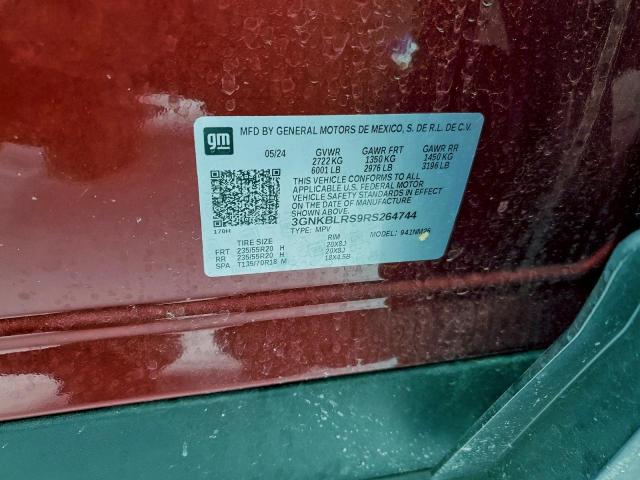 gm
MFD BY GENERAL MOTORS DE MEXICO, S. DE R.L. DE C.V.
05/24 GVWR GAWR FRT GAWR RR
2722 KG 1350 KG 1450 KG
6001 LB 2976 LB 3196 LB
THIS VEHICLE CONFORMS TO ALL
APPLICABLE U.S. FEDERAL MOTOR
VEHICLE SAFETY STANDARDS IN EFFECT
ON THE DATE OF MANUFACTURE
SHOWN ABOVE.
3GNKBLRS9RS264744
170H TYPE: MPV MODEL: 941NM26
TIRE SIZE RIM
FRT 235/55R20 H 20X8J
RR 235/55R20 H 20X8J
SPA T135/70R18 M 18X4.5B